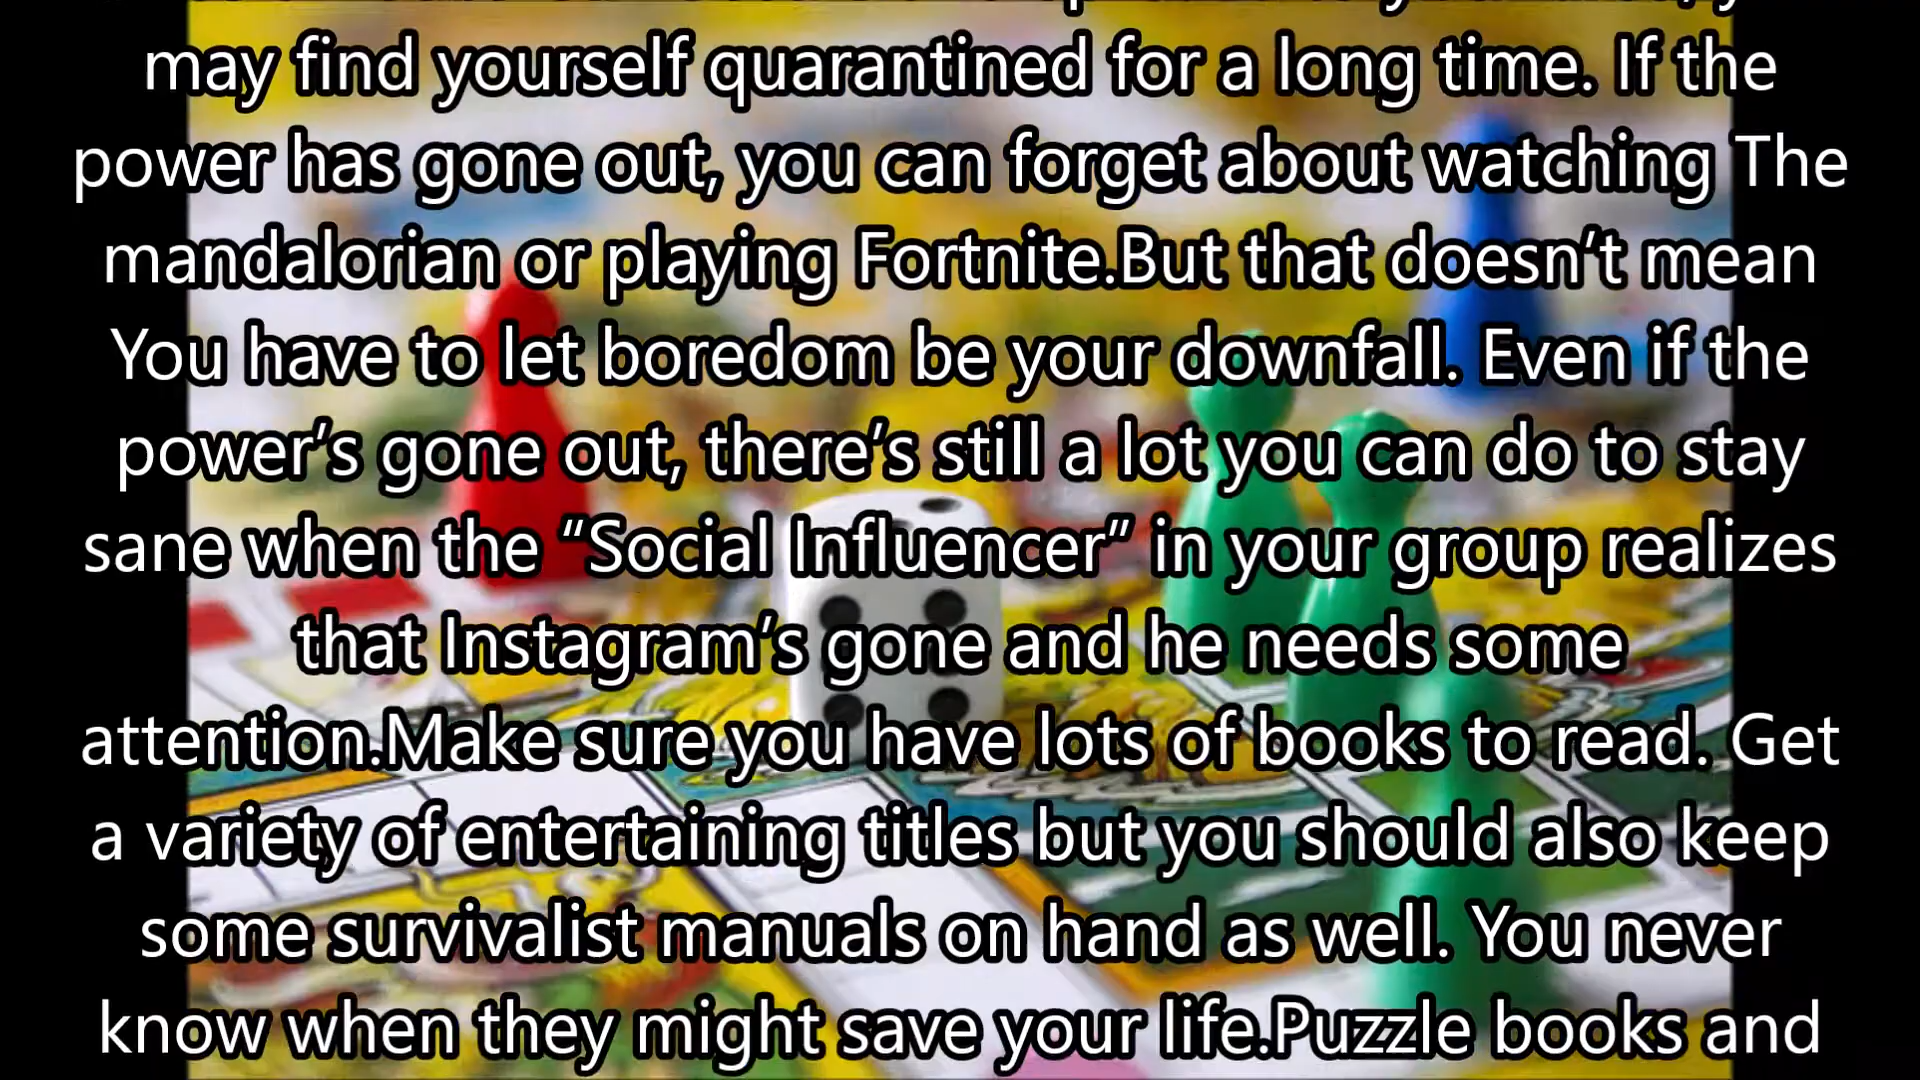 may find yourself quarantined for a long time. If the
power has gone out, you can forget about watching The
mandalorian or playing Fortnite.But that doesn’t mean
You have to let boredom be your downfall. Even if the
power’s gone out, there’s still a lot you can do to stay
sane when the “Social Influencer” in your group realizes
that Instagram’s gone and he needs some
attention.Make sure you have lots of books to read. Get
a variety of entertaining titles but you should also keep
some survivalist manuals on hand as well. You never
know when they might save your life.Puzzle books and